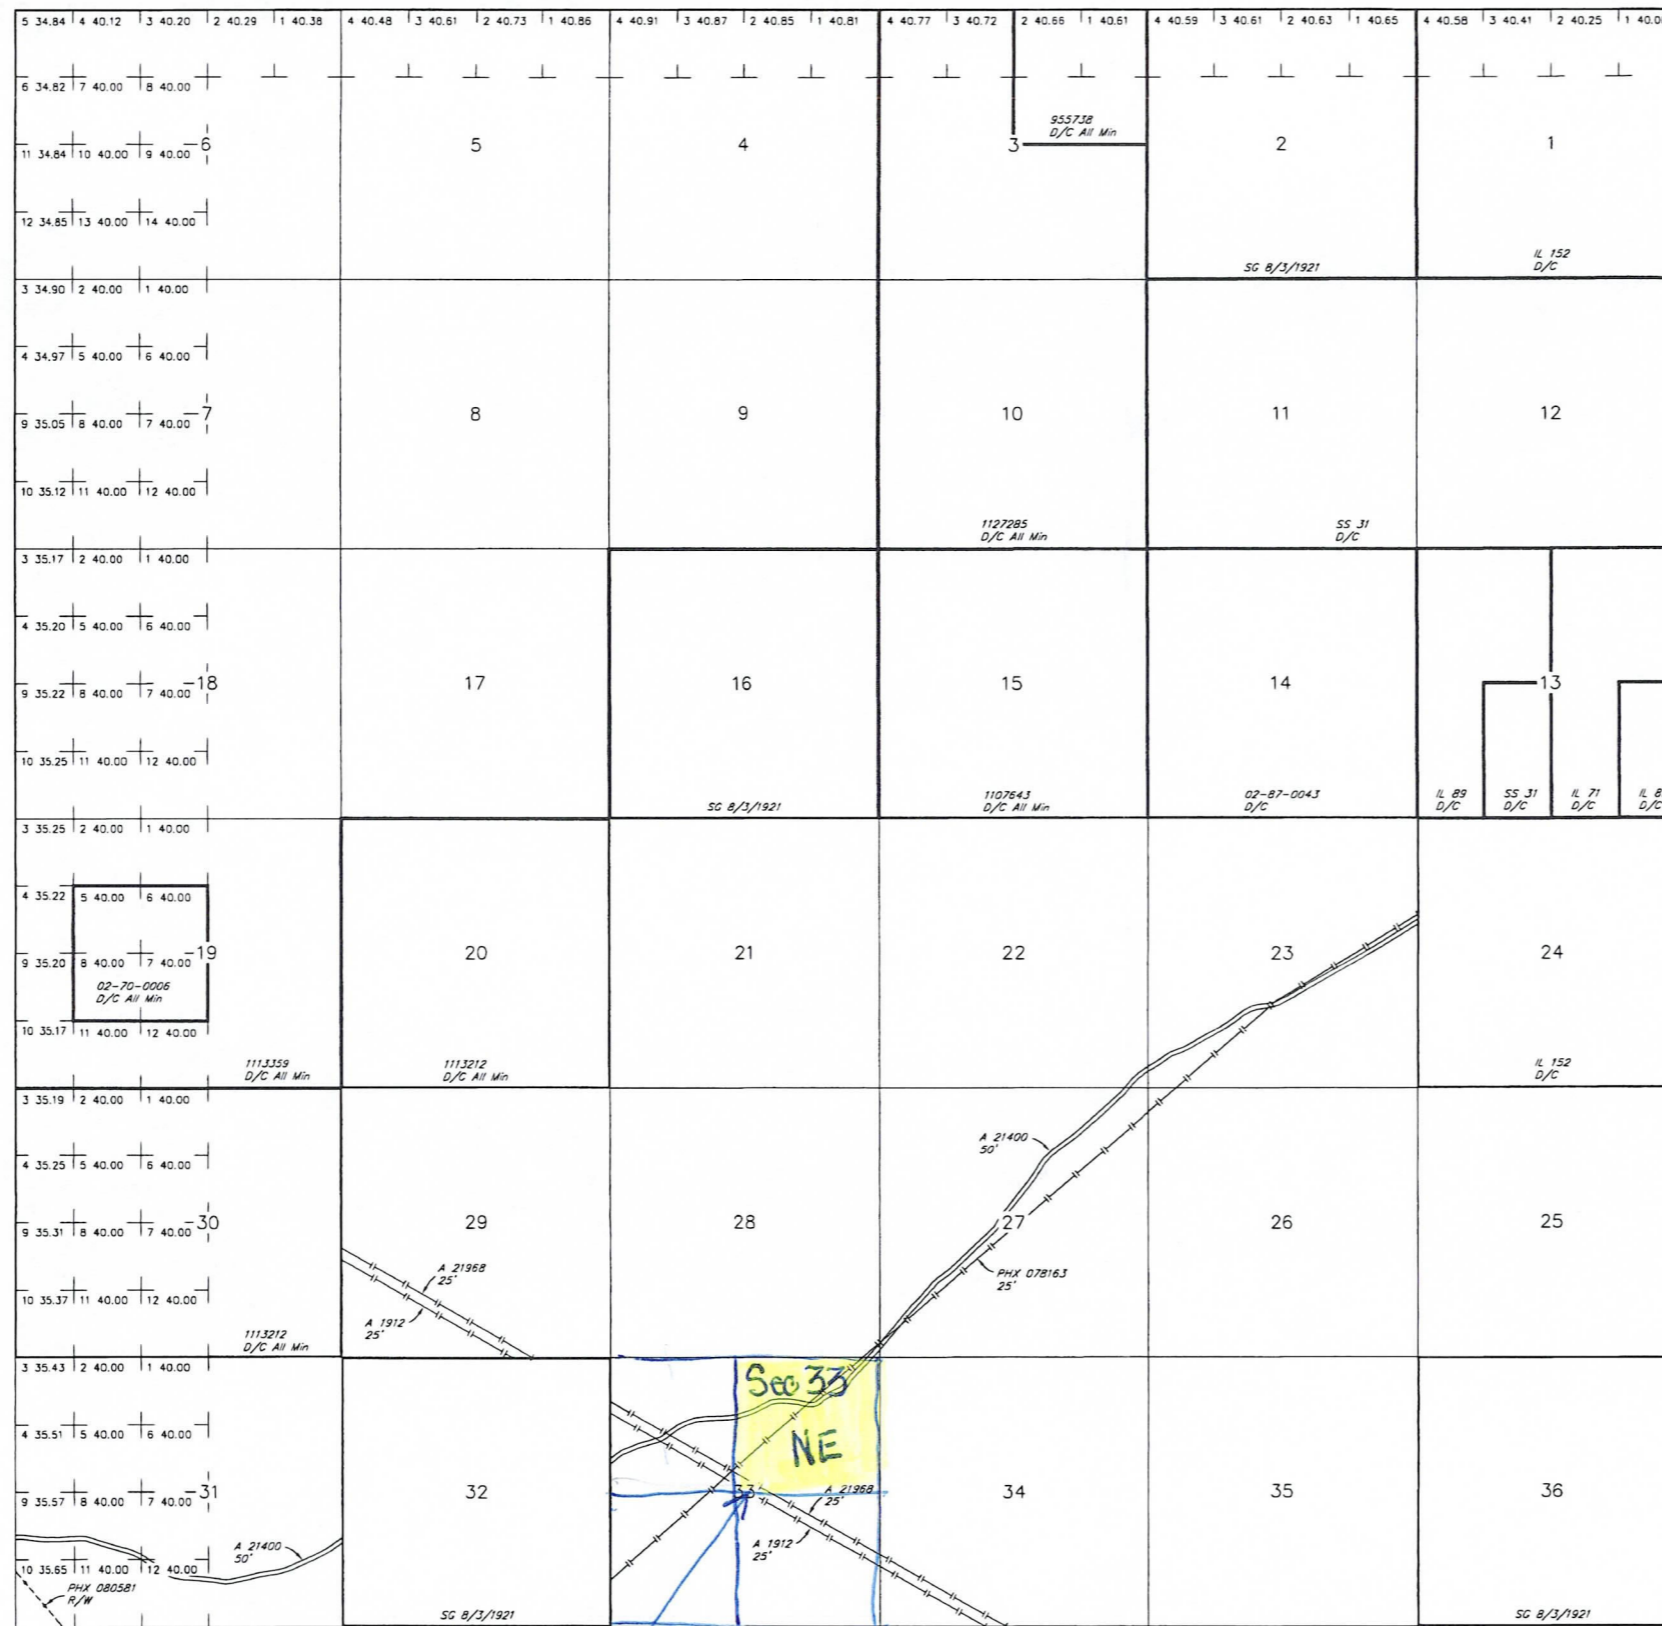 5 34.84 4 40.12 3 40.20 2 40.29 1 40.38 4 40.48 3 40.61 2 40.73 1 40.86 4 40.91 3 40.87 2 40.85 1 40.81 4 40.77 3 40.72 2 40.66 1 40.61 4 40.59 3 40.61 2 40.63 1 40.65 4 40.58 3 40.41 2 40.25 1
6 34.82 7 40.00 8 40.00
955738
D/C All Min
11 34.84 10 40.00 9 40.00 6 5 4 3 2 1
12 34.85 13 40.00 14 40.00
SG 8/3/1921
IL 152
D/C
3 34.90 2 40.00 1 40.00
4 34.97 5 40.00 6 40.00
9 35.05 8 40.00 7 40.00 7 8 9 10 11 12
10 35.12 11 40.00 12 40.00
1127285
D/C All Min
SS 31
D/C
3 35.17 2 40.00 1 40.00
4 35.20 5 40.00 6 40.00
9 35.22 8 40.00 7 40.00 18 17 16 15 14 13
10 35.25 11 40.00 12 40.00
SG 8/3/1921
1107643
D/C All Min
02-87-0043
D/C
IL 89
D/C
SS 31
D/C
IL 71
D/C
IL
D/C
3 35.25 2 40.00 1 40.00
4 35.22 5 40.00 6 40.00
9 35.20 8 40.00 7 40.00 19 20 21 22 23 24
02-70-0006
D/C All Min
10 35.17 11 40.00 12 40.00
1113359
D/C All Min
1113212
D/C All Min
IL 152
D/C
3 35.19 2 40.00 1 40.00
A 21400
50'
4 35.25 5 40.00 6 40.00
9 35.31 8 40.00 7 40.00 30 29 28 27 26 25
A 21968
25'
PHX 078163
25'
10 35.37 11 40.00 12 40.00
A 1912
25'
1113212
D/C All Min
3 35.43 2 40.00 1 40.00
Sec 33
4 35.51 5 40.00 6 40.00
NE
9 35.57 8 40.00 7 40.00 31 32 33 34 35 36
A 21968
25'
A 21400
50'
A 1912
25'
10 35.65 11 40.00 12 40.00
PHX 080581
R/W
SG 8/3/1921
SG 8/3/1921